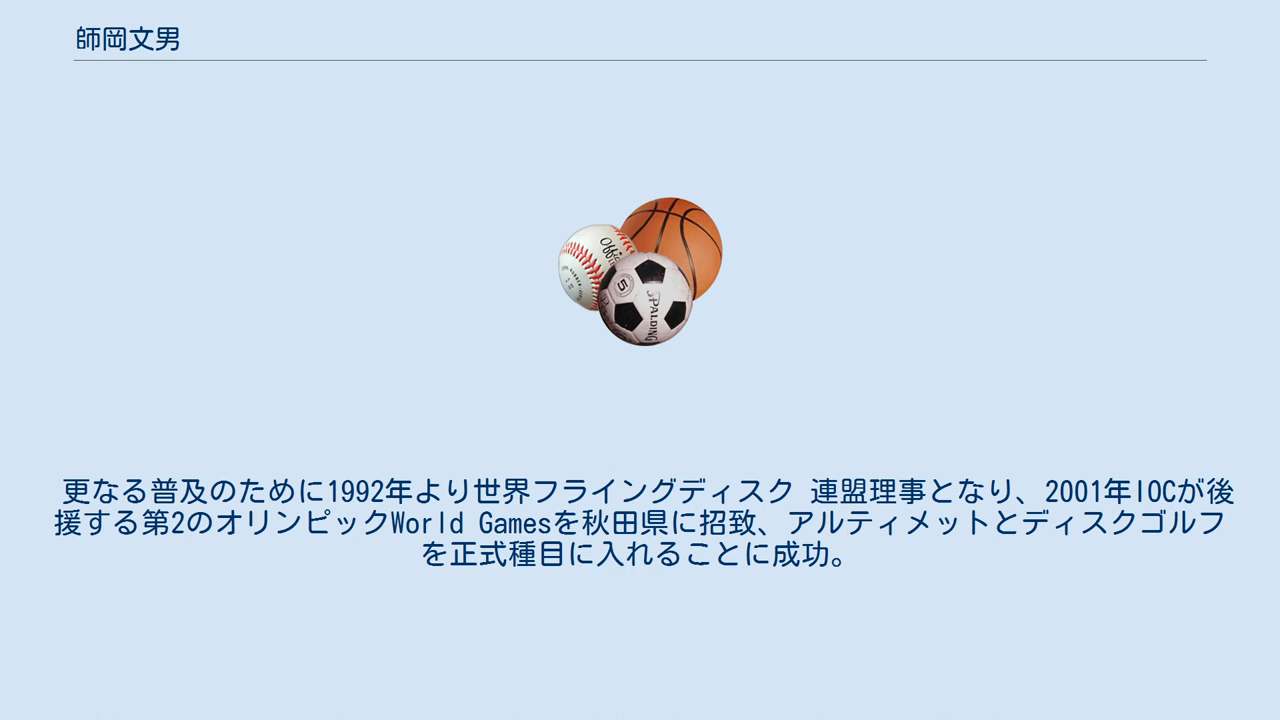 師岡文男
Offici
5
SPALDING
更なる普及のために1992年より世界フライングディスク 連盟理事となり、2001年IOCが後
援する第2のオリンピックWorld Gamesを秋田県に招致、アルティメットとディスクゴルフ
を正式種目に入れることに成功。